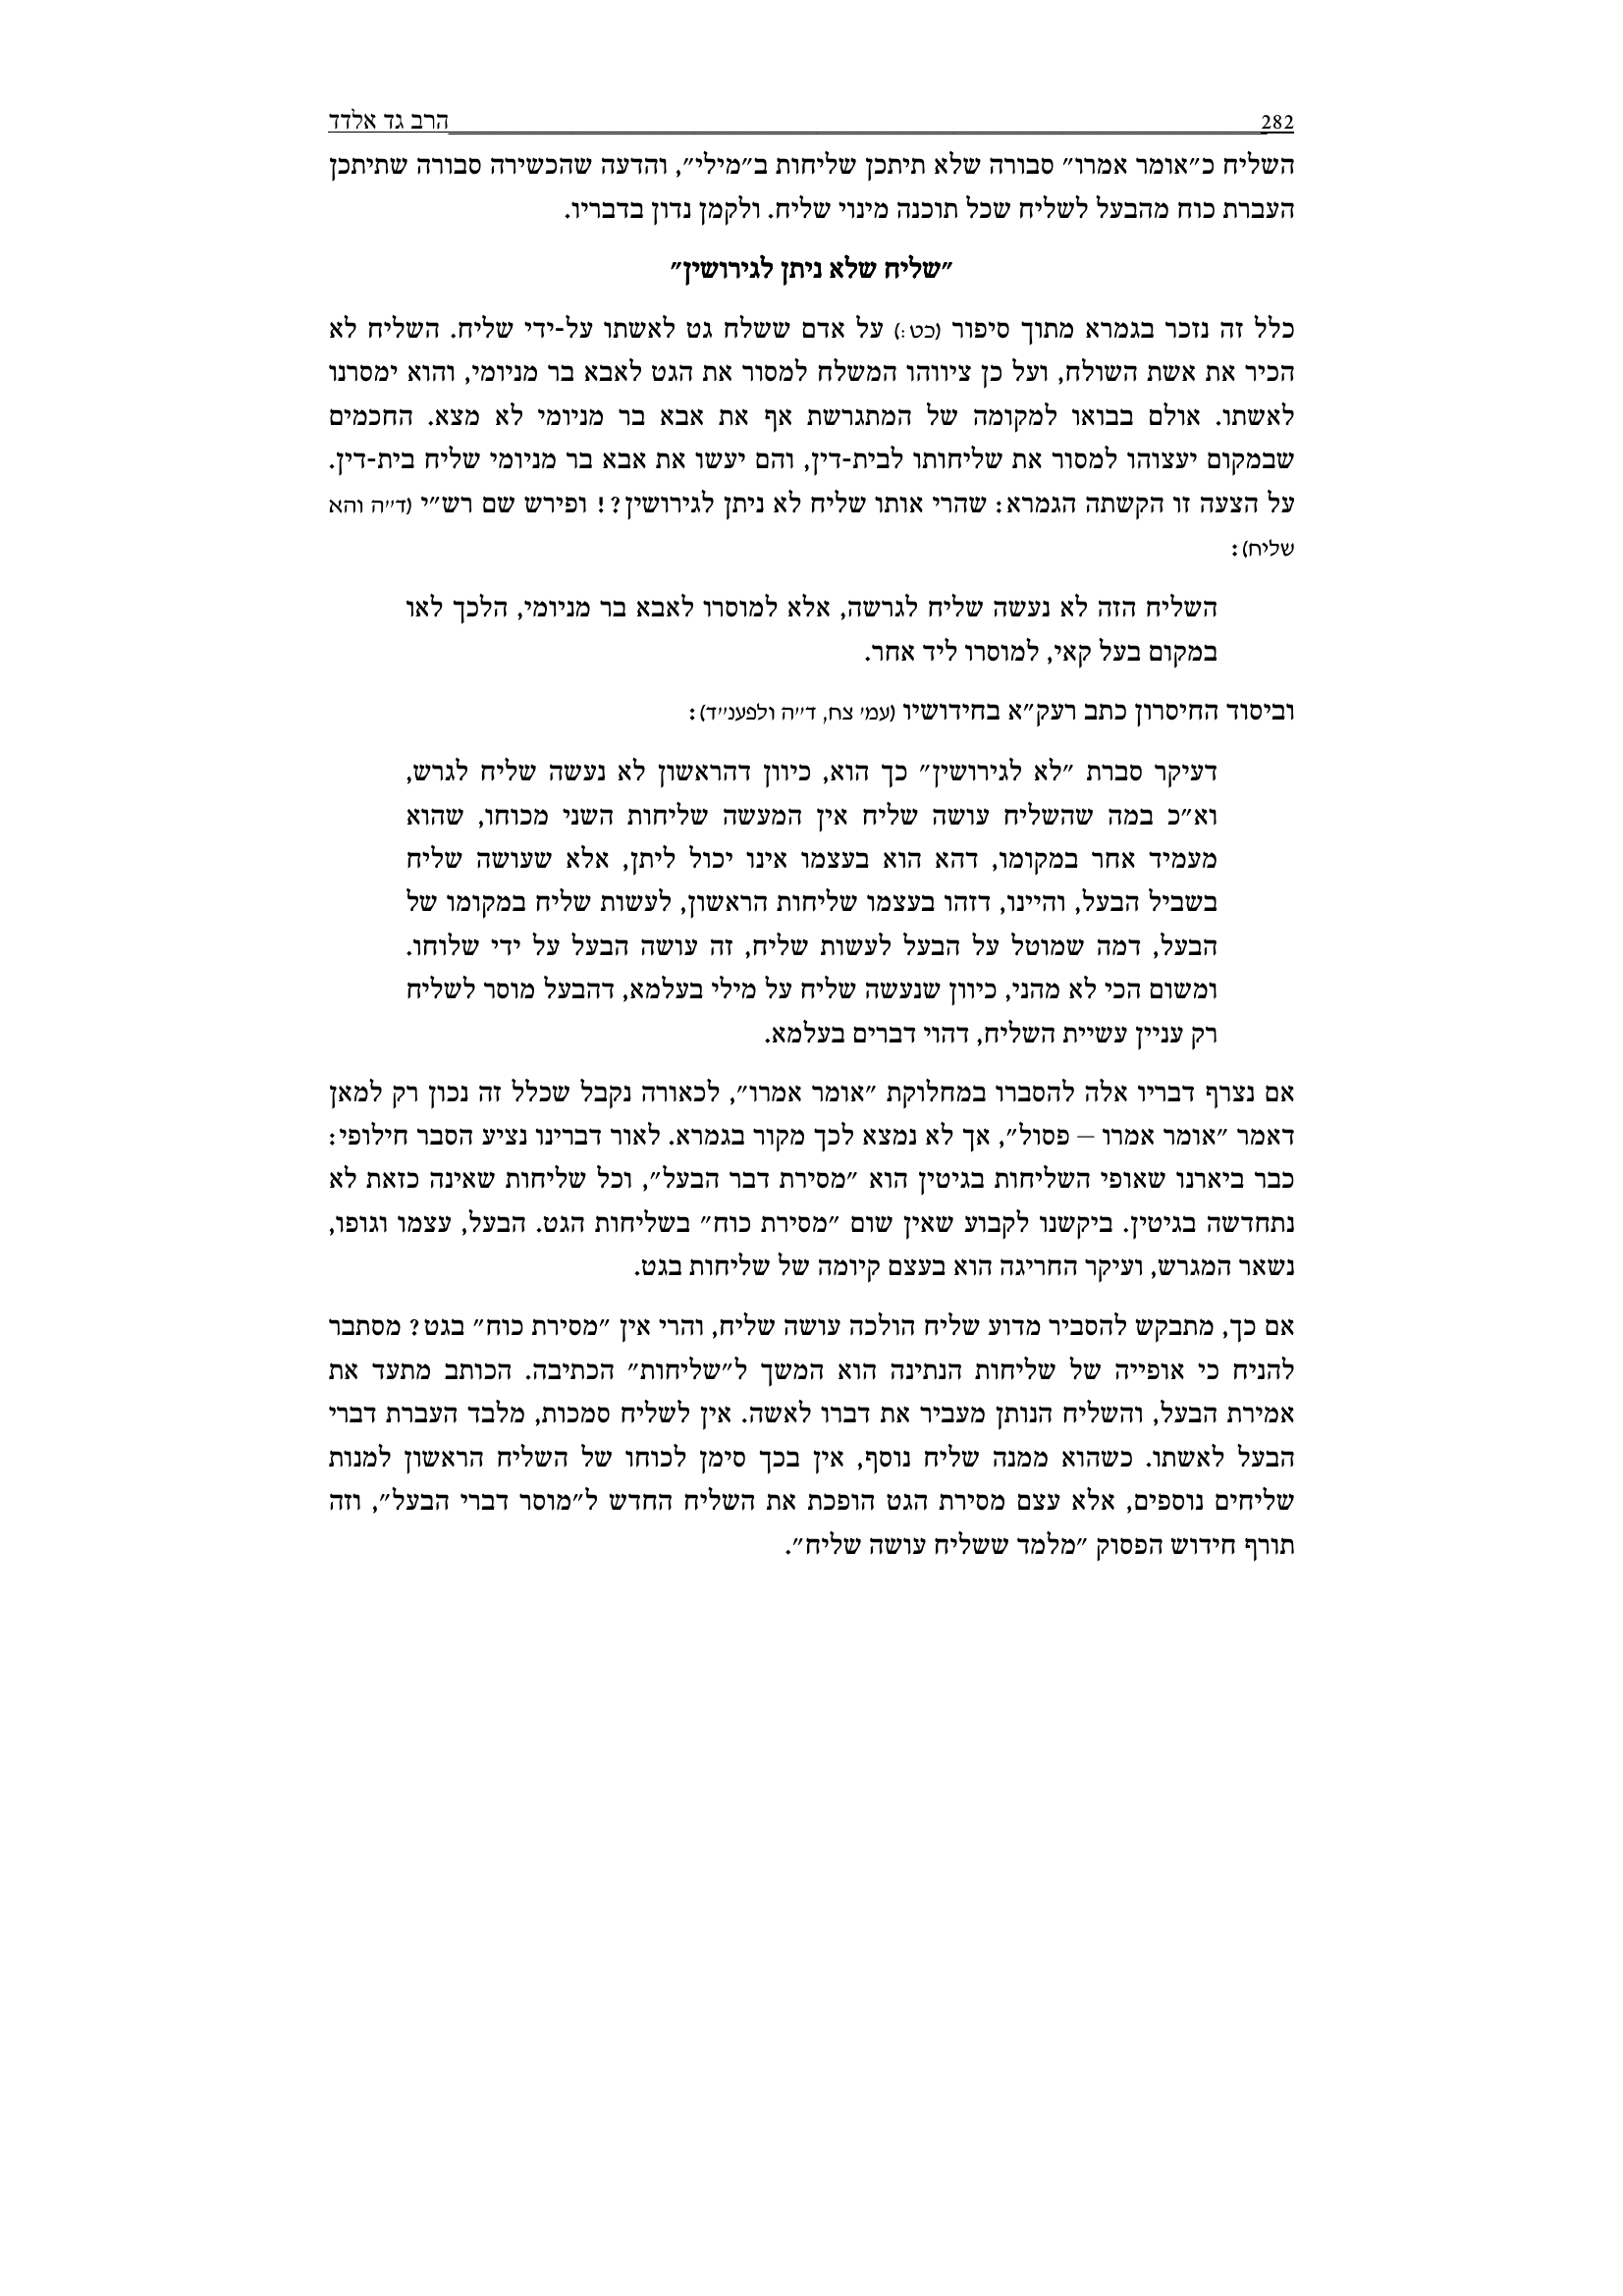 282 הרב גד אלדד
השליח כ״אומר אמרו״ סבורה שלא תיתכן שליחות ב״מילי״, והדעה שהכשירה סבורה שתיתכן
העברת כוח מהבעל לשליח שכל תוכנה מינוי שליח. ולקמן נדון בדבריו.
״שליח שלא ניתן לגירושין״
כלל זה נזכר בגמרא מתוך סיפור (כט:) על אדם ששלח גט לאשתו על-ידי שליח. השליח לא
הכיר את אשת השולח, ועל כן ציווהו המשלח למסור את הגט לאבא בר מניומי, והוא ימסרנו
לאשתו. אולם בבואו למקומה של המתגרשת אף את אבא בר מניומי לא מצא. החכמים
שבמקום יעצוהו למסור את שליחותו לבית-דין, והם יעשו את אבא בר מניומי שליח בית-דין.
על הצעה זו הקשתה הגמרא: שהרי אותו שליח לא ניתן לגירושין?! ופירש שם רש״י (ד״ה והא
שליח):
השליח הזה לא נעשה שליח לגרשה, אלא למוסרו לאבא בר מניומי, הלכך לאו
במקום בעל קאי, למוסרו ליד אחר.
וביסוד החיסרון כתב רעק״א בחידושיו (עמ׳ צח, ד״ה ולפענ״ד):
דעיקר סברת ״לא לגירושין״ כך הוא, כיוון דהראשון לא נעשה שליח לגרש,
וא״כ במה שהשליח עושה שליח אין המעשה שליחות השני מכוחו, שהוא
מעמיד אחר במקומו, דהא הוא בעצמו אינו יכול ליתן, אלא שעושה שליח
בשביל הבעל, והיינו, דזהו בעצמו שליחות הראשון, לעשות שליח במקומו של
הבעל, דמה שמוטל על הבעל לעשות שליח, זה עושה הבעל על ידי שלוחו.
ומשום הכי לא מהני, כיוון שנעשה שליח על מילי בעלמא, דהבעל מוסר לשליח
רק עניין עשיית השליח, דהוי דברים בעלמא.
אם נצרף דבריו אלה להסברו במחלוקת ״אומר אמרו״, לכאורה נקבל שכלל זה נכון רק למאן
דאמר ״אומר אמרו – פסול״, אך לא נמצא לכך מקור בגמרא. לאור דברינו נציע הסבר חילופי:
כבר ביארנו שאופי השליחות בגיטין הוא ״מסירת דבר הבעל״, וכל שליחות שאינה כזאת לא
נתחדשה בגיטין. ביקשנו לקבוע שאין שום ״מסירת כוח״ בשליחות הגט. הבעל, עצמו וגופו,
נשאר המגרש, ועיקר החריגה הוא בעצם קיומה של שליחות בגט.
אם כך, מתבקש להסביר מדוע שליח הולכה עושה שליח, והרי אין ״מסירת כוח״ בגט? מסתבר
להניח כי אופייה של שליחות הנתינה הוא המשך ל״שליחות״ הכתיבה. הכותב מתעד את
אמירת הבעל, והשליח הנותן מעביר את דברו לאשה. אין לשליח סמכות, מלבד העברת דברי
הבעל לאשתו. כשהוא ממנה שליח נוסף, אין בכך סימן לכוחו של השליח הראשון למנות
שליחים נוספים, אלא עצם מסירת הגט הופכת את השליח החדש ל״מוסר דברי הבעל״, וזה
תורף חידוש הפסוק ״מלמד ששליח עושה שליח״.